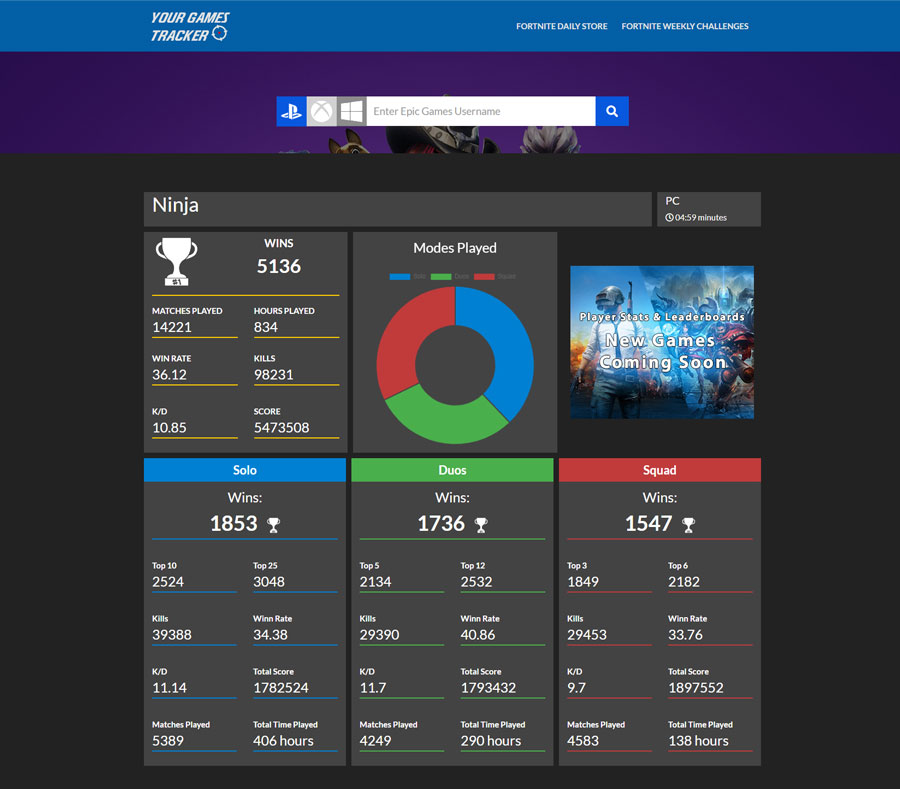 YOUR GAMES
TRACKER
FORTNITE DAILY STORE FORTNITE WEEKLY CHALLENGES
Enter Epic Games Username
Ninja
PC
04:59 minutes
WINS
5136
#1
MATCHES PLAYED HOURS PLAYED
14221 834
WIN RATE KILLS
36.12 98231
K/D SCORE
10.85 5473508
Modes Played
Solo Duos Squad
Player Stats & Leaderboards
New Games
Coming Soon
Solo
Wins:
1853
Top 10 Top 25
2524 3048
Kills Winn Rate
39388 34.38
K/D Total Score
11.14 1782524
Matches Played Total Time Played
5389 406 hours
Duos
Wins:
1736
Top 5 Top 12
2134 2532
Kills Winn Rate
29390 40.86
K/D Total Score
11.7 1793432
Matches Played Total Time Played
4249 290 hours
Squad
Wins:
1547
Top 3 Top 6
1849 2182
Kills Winn Rate
29453 33.76
K/D Total Score
9.7 1897552
Matches Played Total Time Played
4583 138 hours